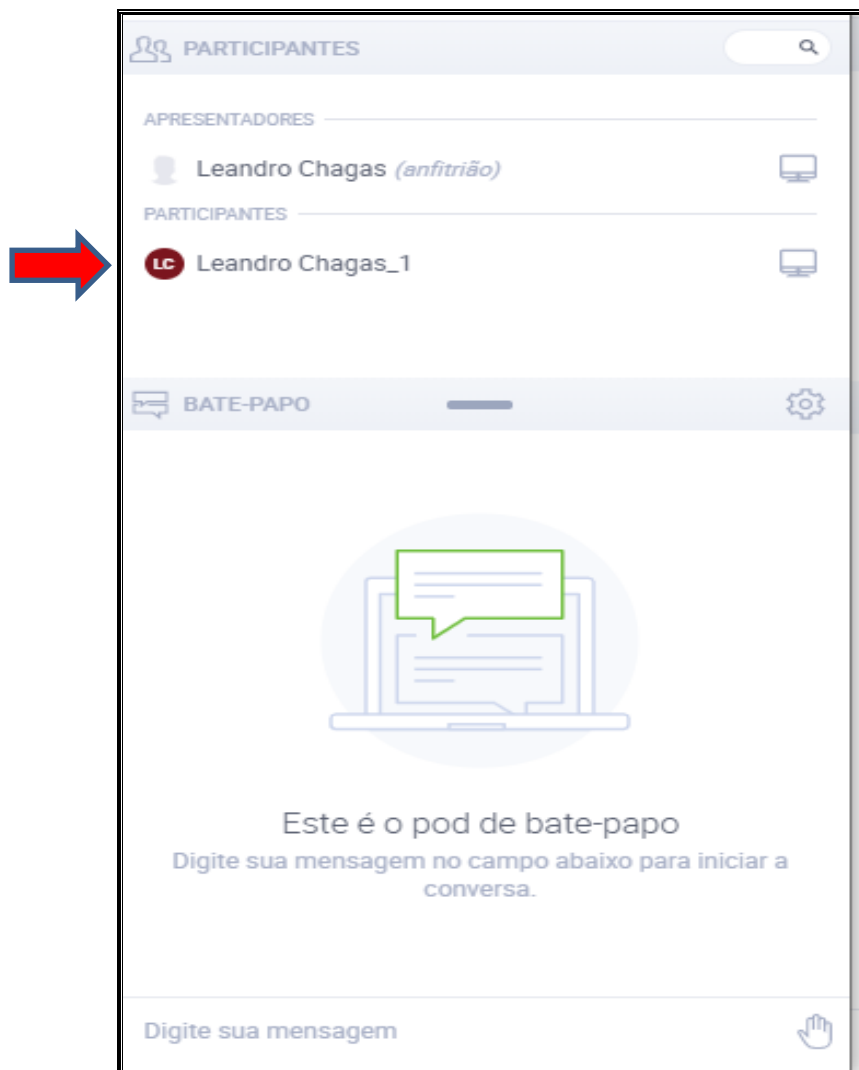 PARTICIPANTES
APRESENTADORES
Leandro Chagas (anfitrião)
PARTICIPANTES
LC Leandro Chagas_1
BATE-PAPO
Este é o pod de bate-papo
Digite sua mensagem no campo abaixo para iniciar a
conversa.
Digite sua mensagem